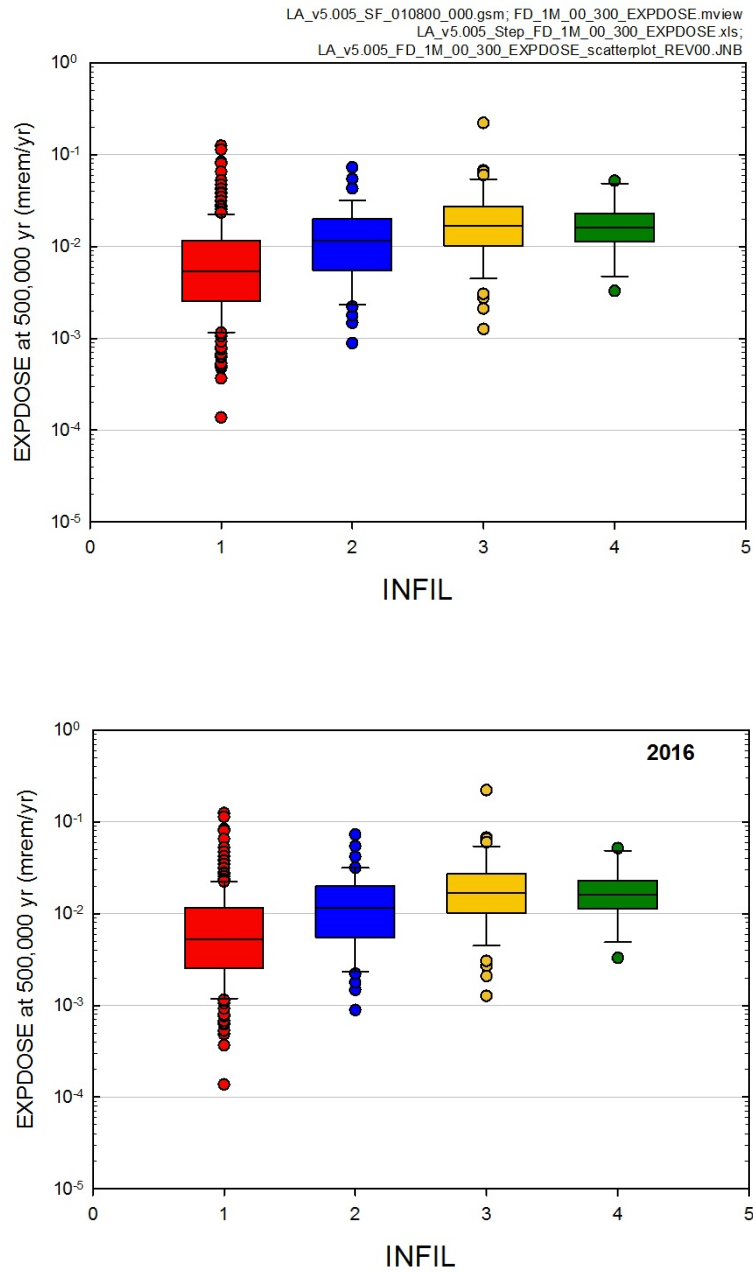 LA_v5.005_SF_010800_000.gsm; FD_1M_00_300_EXPDOSE.mview
LA_v5.005_Step_FD_1M_00_300_EXPDOSE.xls;
LA_v5.005_FD_1M_00_300_EXPDOSE_scatterplot_REV00.JNB
EXPDOSE at 500,000 yr (mrem/yr)
10⁰
10⁻¹
10⁻²
10⁻³
10⁻⁴
10⁻⁵
0 1 2 3 4 5
INFIL
2016
EXPDOSE at 500,000 yr (mrem/yr)
10⁰
10⁻¹
10⁻²
10⁻³
10⁻⁴
10⁻⁵
0 1 2 3 4 5
INFIL